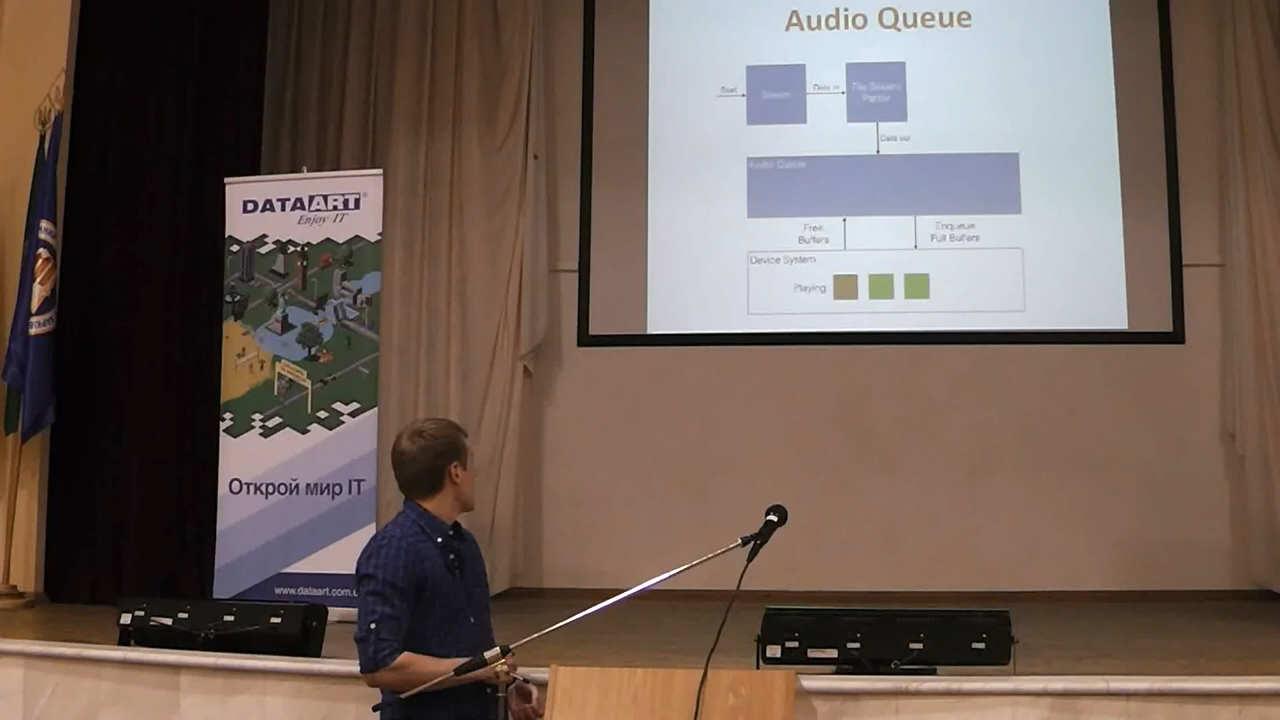 Audio Queue
Start
Stream
Data in
File Stream
Parser
Data out
Audio Queue
Free
Buffers
Enqueue
Full Buffers
Device System
Playing
DATAART
Enjoy IT
Открой мир IT
www.dataart.com.u